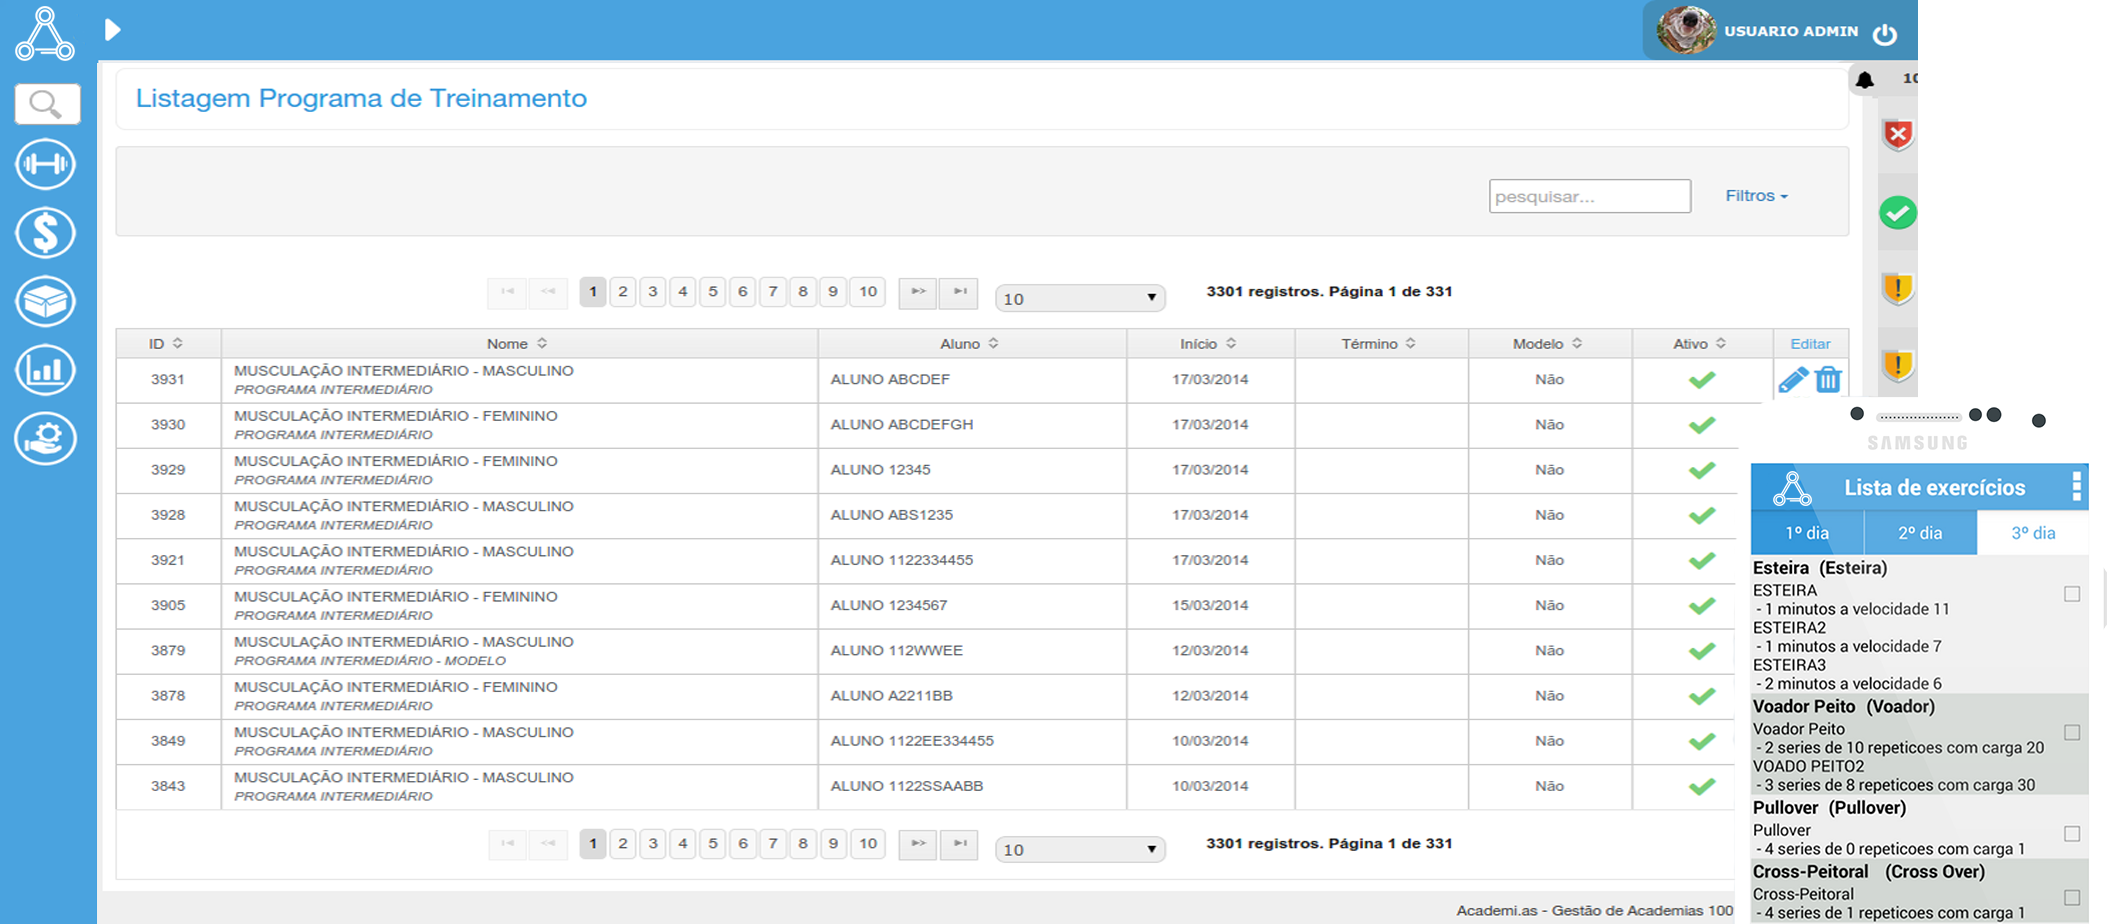 USUARIO ADMIN
10
Listagem Programa de Treinamento
pesquisar...
Filtros
1 2 3 4 5 6 7 8 9 10
10
3301 registros. Página 1 de 331
ID Nome Aluno Início Término Modelo Ativo Editar
3931 MUSCULAÇÃO INTERMEDIÁRIO - MASCULINO ALUNO ABCDEF 17/03/2014 Não
PROGRAMA INTERMEDIÁRIO
3930 MUSCULAÇÃO INTERMEDIÁRIO - FEMININO ALUNO ABCDEFGH 17/03/2014 Não
PROGRAMA INTERMEDIÁRIO
3929 MUSCULAÇÃO INTERMEDIÁRIO - FEMININO ALUNO 12345 17/03/2014 Não
PROGRAMA INTERMEDIÁRIO
3928 MUSCULAÇÃO INTERMEDIÁRIO - MASCULINO ALUNO ABS1235 17/03/2014 Não
PROGRAMA INTERMEDIÁRIO
3921 MUSCULAÇÃO INTERMEDIÁRIO - MASCULINO ALUNO 1122334455 17/03/2014 Não
PROGRAMA INTERMEDIÁRIO
3905 MUSCULAÇÃO INTERMEDIÁRIO - FEMININO ALUNO 1234567 15/03/2014 Não
PROGRAMA INTERMEDIÁRIO
3879 MUSCULAÇÃO INTERMEDIÁRIO - MASCULINO ALUNO 112WWEE 12/03/2014 Não
PROGRAMA INTERMEDIÁRIO - MODELO
3878 MUSCULAÇÃO INTERMEDIÁRIO - FEMININO ALUNO A2211BB 12/03/2014 Não
PROGRAMA INTERMEDIÁRIO
3849 MUSCULAÇÃO INTERMEDIÁRIO - MASCULINO ALUNO 1122EE334455 10/03/2014 Não
PROGRAMA INTERMEDIÁRIO
3843 MUSCULAÇÃO INTERMEDIÁRIO - MASCULINO ALUNO 1122SSAABB 10/03/2014 Não
PROGRAMA INTERMEDIÁRIO
1 2 3 4 5 6 7 8 9 10
10
3301 registros. Página 1 de 331
Academi.as - Gestão de Academias 100
SAMSUNG
Lista de exercícios
1º dia 2º dia 3º dia
Esteira (Esteira)
ESTEIRA
- 1 minutos a velocidade 11
ESTEIRA2
- 1 minutos a velocidade 7
ESTEIRA3
- 2 minutos a velocidade 6
Voador Peito (Voador)
Voador Peito
- 2 series de 10 repeticoes com carga 20
VOADO PEITO2
- 3 series de 8 repeticoes com carga 30
Pullover (Pullover)
Pullover
- 4 series de 0 repeticoes com carga 1
Cross-Peitoral (Cross Over)
Cross-Peitoral
- 4 series de 1 repeticoes com carga 1